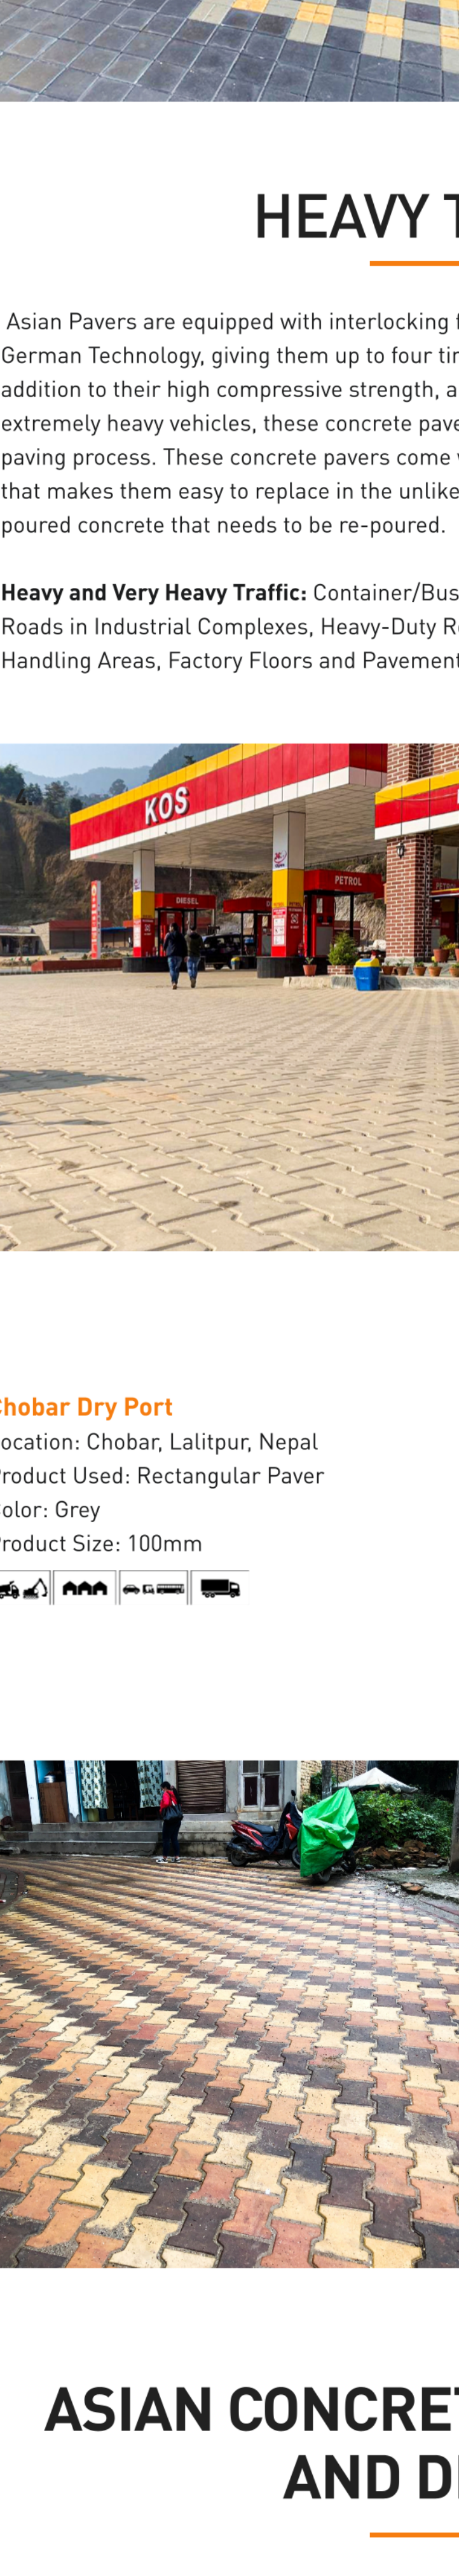 HEAVY T
Asian Pavers are equipped with interlocking f
German Technology, giving them up to four tir
addition to their high compressive strength, a
extremely heavy vehicles, these concrete pave
paving process. These concrete pavers come
that makes them easy to replace in the unlike
poured concrete that needs to be re-poured.
Heavy and Very Heavy Traffic: Container/Bus
Roads in Industrial Complexes, Heavy-Duty R
Handling Areas, Factory Floors and Pavement
4.
KOS
PETROL
DIESEL
Chobar Dry Port
ocation: Chobar, Lalitpur, Nepal
roduct Used: Rectangular Paver
olor: Grey
roduct Size: 100mm
ASIAN CONCRET
AND D